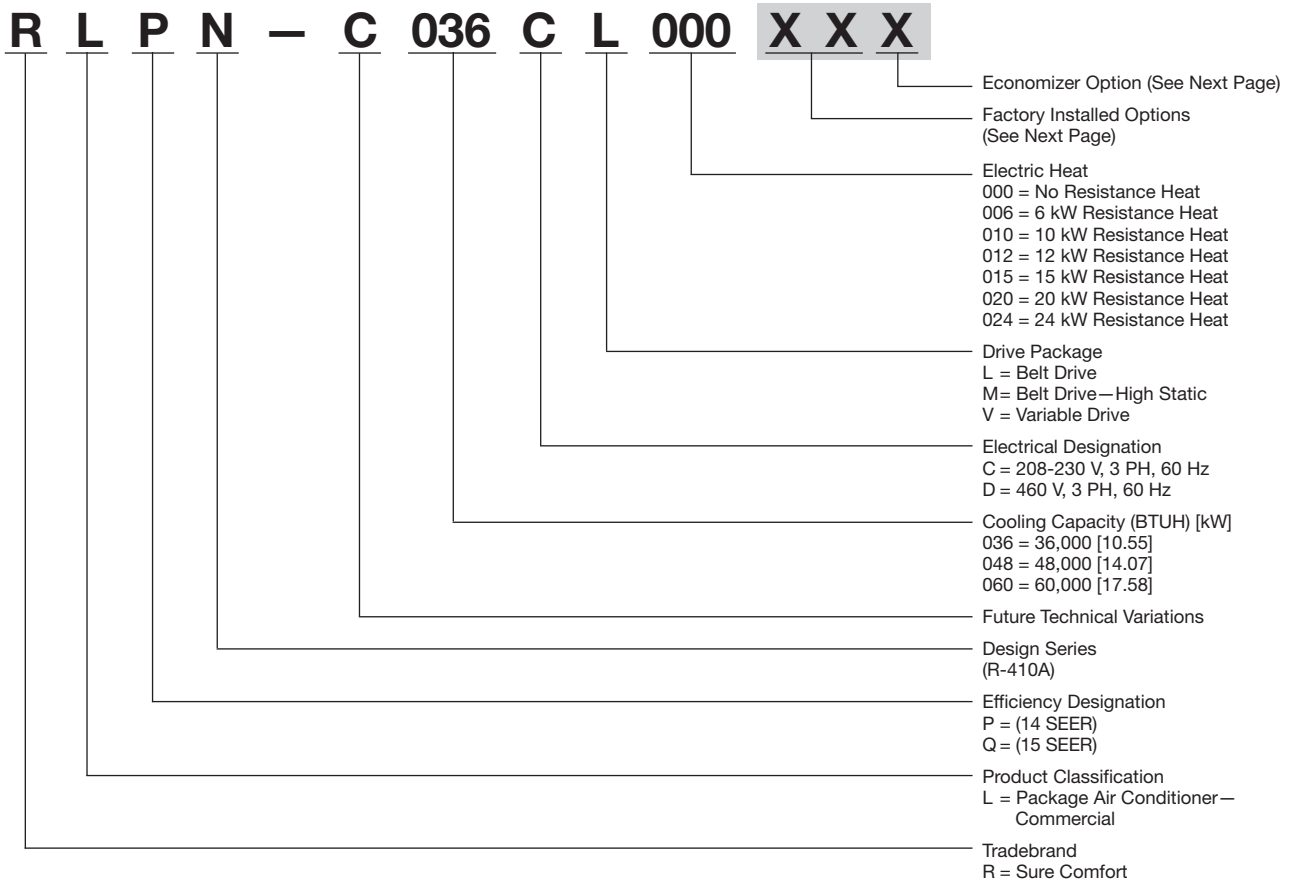 R L P N — C 036 C L 000 X X X
Economizer Option (See Next Page)
Factory Installed Options
(See Next Page)
Electric Heat
000 = No Resistance Heat
006 = 6 kW Resistance Heat
010 = 10 kW Resistance Heat
012 = 12 kW Resistance Heat
015 = 15 kW Resistance Heat
020 = 20 kW Resistance Heat
024 = 24 kW Resistance Heat
Drive Package
L = Belt Drive
M= Belt Drive—High Static
V = Variable Drive
Electrical Designation
C = 208-230 V, 3 PH, 60 Hz
D = 460 V, 3 PH, 60 Hz
Cooling Capacity (BTUH) [kW]
036 = 36,000 [10.55]
048 = 48,000 [14.07]
060 = 60,000 [17.58]
Future Technical Variations
Design Series
(R-410A)
Efficiency Designation
P = (14 SEER)
Q = (15 SEER)
Product Classification
L = Package Air Conditioner—
Commercial
Tradebrand
R = Sure Comfort